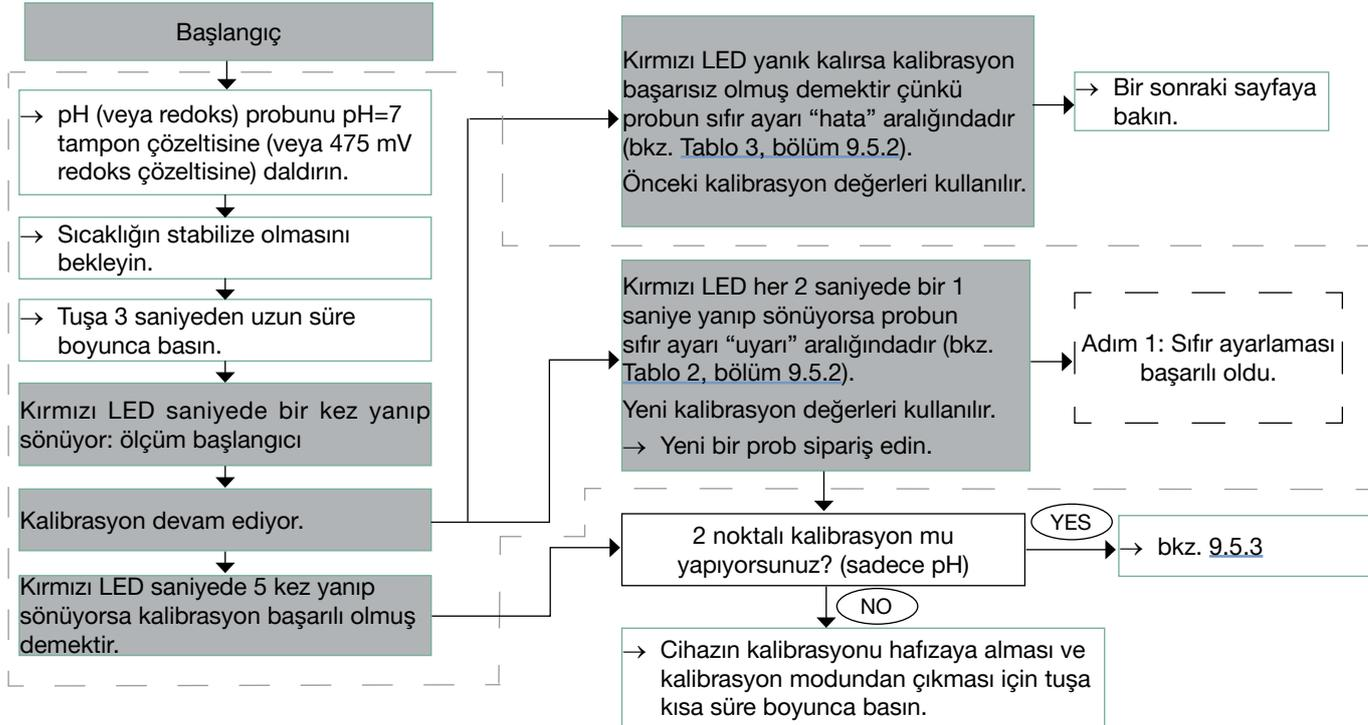 Başlangıç
→ pH (veya redoks) probunu pH=7
tampon çözeltisine (veya 475 mV
redoks çözeltisine) daldırın.
→ Sıcaklığın stabilize olmasını
bekleyin.
→ Tuşa 3 saniyeden uzun süre
boyunca basın.
Kırmızı LED saniyede bir kez yanıp
sönüyor: ölçüm başlangıcı
Kalibrasyon devam ediyor.
Kırmızı LED saniyede 5 kez yanıp
sönüyorsa kalibrasyon başarılı olmuş
demektir.
Kırmızı LED yanık kalırsa kalibrasyon
başarısız olmuş demektir çünkü
probun sıfır ayarı “hata” aralığındadır
(bkz. Tablo 3, bölüm 9.5.2).
Önceki kalibrasyon değerleri kullanılır.
→ Bir sonraki sayfaya
bakın.
Kırmızı LED her 2 saniyede bir 1
saniye yanıp sönüyorsa probun
sıfır ayarı “uyarı” aralığındadır (bkz.
Tablo 2, bölüm 9.5.2).
Yeni kalibrasyon değerleri kullanılır.
→ Yeni bir prob sipariş edin.
Adım 1: Sıfır ayarlaması
başarılı oldu.
2 noktalı kalibrasyon mu
yapıyorsunuz? (sadece pH)
YES
→ bkz. 9.5.3
NO
→ Cihazın kalibrasyonu hafızaya alması ve
kalibrasyon modundan çıkması için tuşa
kısa süre boyunca basın.